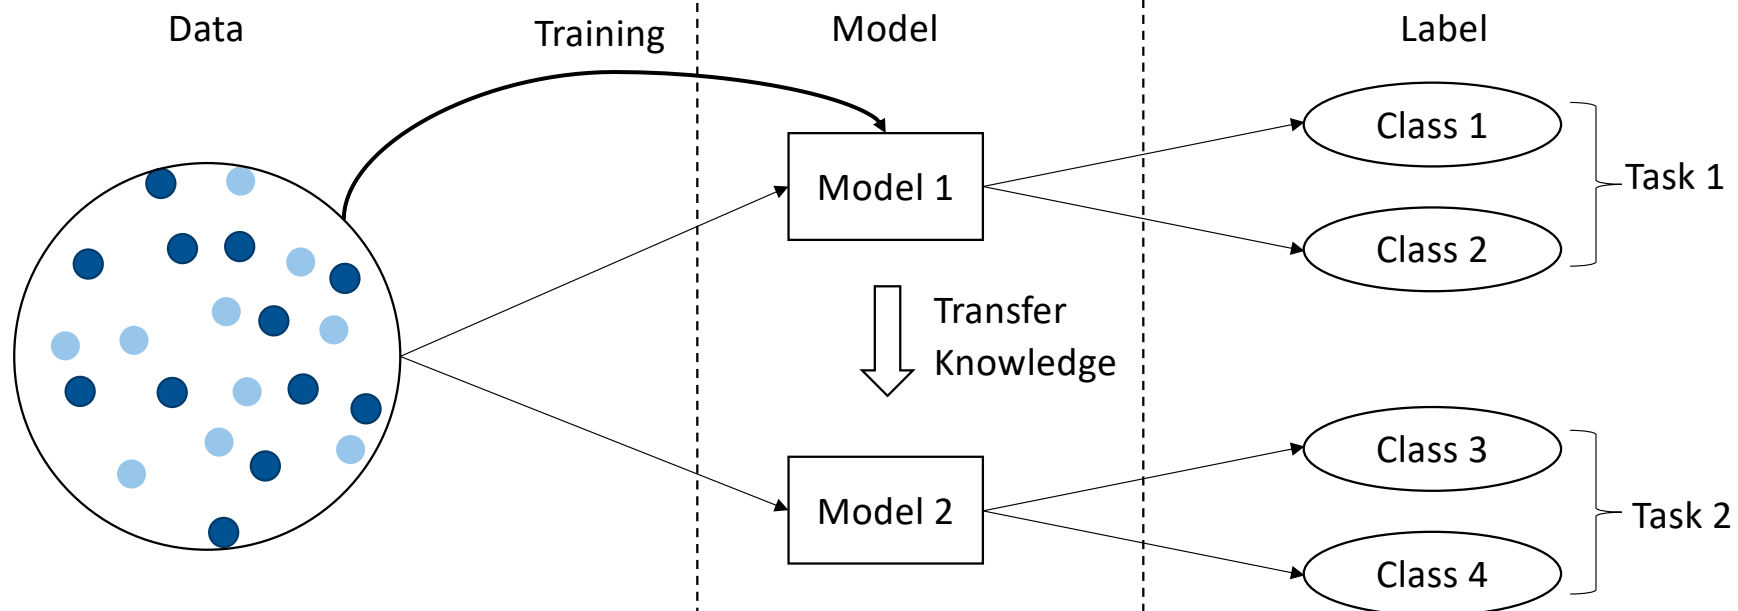 Data
Training
Model
Label
Model 1
Class 1
Class 2
Task 1
Transfer
Knowledge
Model 2
Class 3
Class 4
Task 2